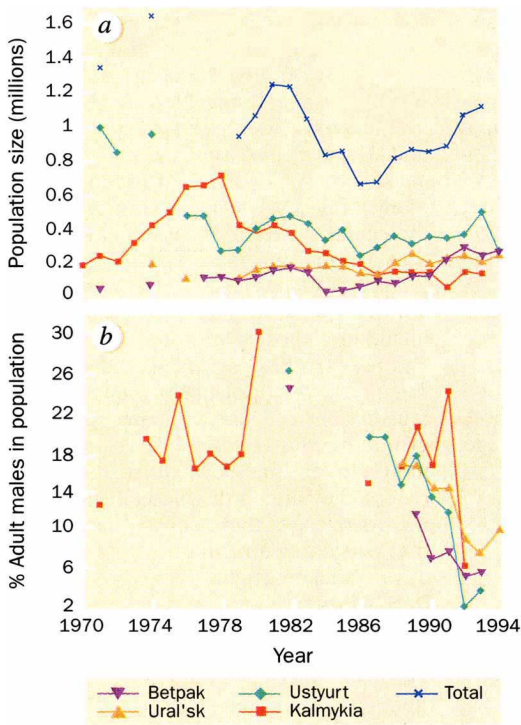 a
Population size (millions)
1.6
1.4
1.2
1
0.8
0.6
0.4
0.2
0
b
% Adult males in population
30
26
22
18
14
10
6
2
1970 1974 1978 1982 1986 1990 1994
Year
Betpak Ustyurt Total
Ural'sk Kalmykia